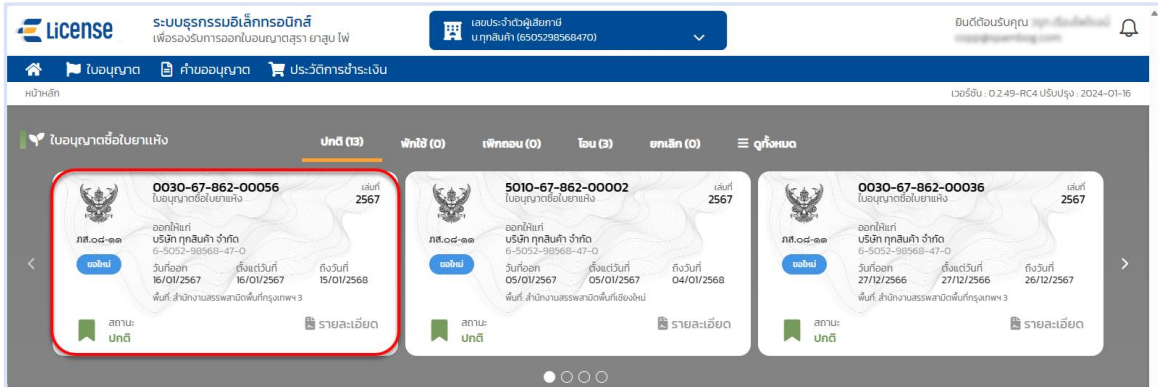 License
ระบบธุรกรรมอิเล็กทรอนิกส์
เพื่อรองรับการออกใบอนุญาตสุรา ยาสูบ ไพ่
เลขประจำตัวผู้เสียภาษี
บ.ทุกสินค้า (6505298568470)
ยินดีต้อนรับคุณ
ใบอนุญาต คำขออนุญาต ประวัติการชำระเงิน
หน้าหลัก
เวอร์ชัน : 0.2.49-RC4 ปรับปรุง : 2024-01-16
ใบอนุญาตซื้อใบยาแห้ง
ปกติ (13) พักใช้ (0) เพิกถอน (0) โอน (3) ยกเลิก (0) ดูทั้งหมด
0030-67-862-00056
ใบอนุญาตซื้อใบยาแห้ง
เล่มที่
2567
ออกให้แก่
ภส.๐๘-๑๑
บริษัท ทุกสินค้า จำกัด
6-5052-98568-47-0
ขอใหม่
วันที่ออก ตั้งแต่วันที่ ถึงวันที่
16/01/2567 16/01/2567 15/01/2568
พื้นที่ สำนักงานสรรพสามิตพื้นที่กรุงเทพฯ 3
สถานะ
ปกติ
รายละเอียด
5010-67-862-00002
ใบอนุญาตซื้อใบยาแห้ง
เล่มที่
2567
ออกให้แก่
ภส.๐๘-๑๑
บริษัท ทุกสินค้า จำกัด
6-5052-98568-47-0
ขอใหม่
วันที่ออก ตั้งแต่วันที่ ถึงวันที่
05/01/2567 05/01/2567 04/01/2568
พื้นที่ สำนักงานสรรพสามิตพื้นที่เชียงใหม่
สถานะ
ปกติ
รายละเอียด
0030-67-862-00036
ใบอนุญาตซื้อใบยาแห้ง
เล่มที่
2567
ออกให้แก่
ภส.๐๘-๑๑
บริษัท ทุกสินค้า จำกัด
6-5052-98568-47-0
ขอใหม่
วันที่ออก ตั้งแต่วันที่ ถึงวันที่
27/12/2566 27/12/2566 26/12/2567
พื้นที่ สำนักงานสรรพสามิตพื้นที่กรุงเทพฯ 3
สถานะ
ปกติ
รายละเอียด